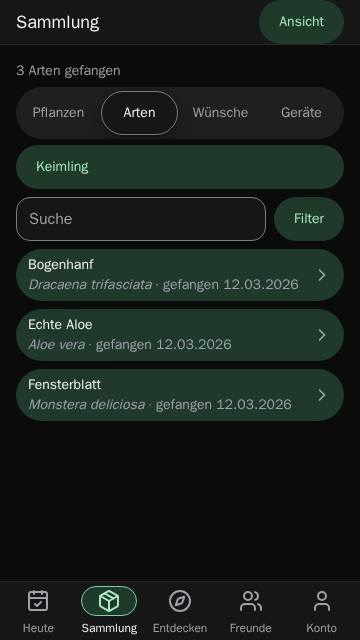 Sammlung
Ansicht
3 Arten gefangen
Pflanzen
Arten
Wünsche
Geräte
Keimling
Suche
Filter
Bogenhanf
Dracaena trifasciata · gefangen 12.03.2026
Echte Aloe
Aloe vera · gefangen 12.03.2026
Fensterblatt
Monstera deliciosa · gefangen 12.03.2026
Heute
Sammlung
Entdecken
Freunde
Konto